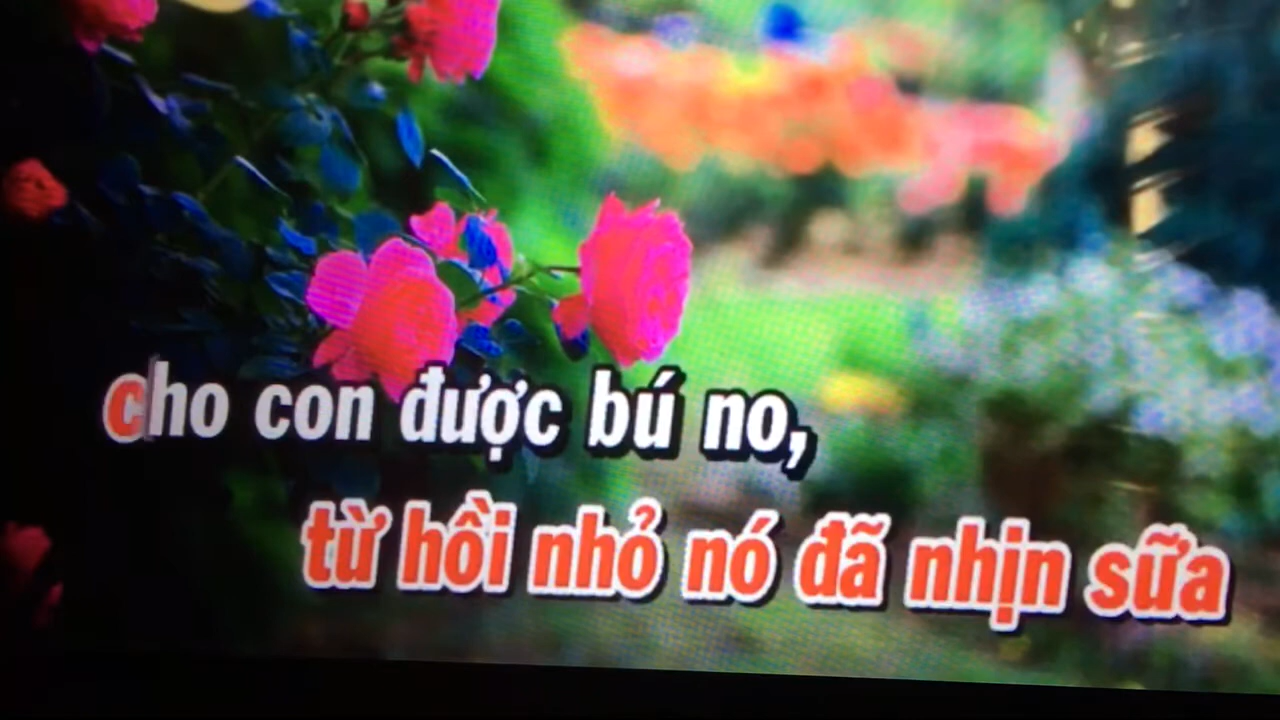 cho con được bú no,
từ hồi nhỏ nó đã nhịn sữa